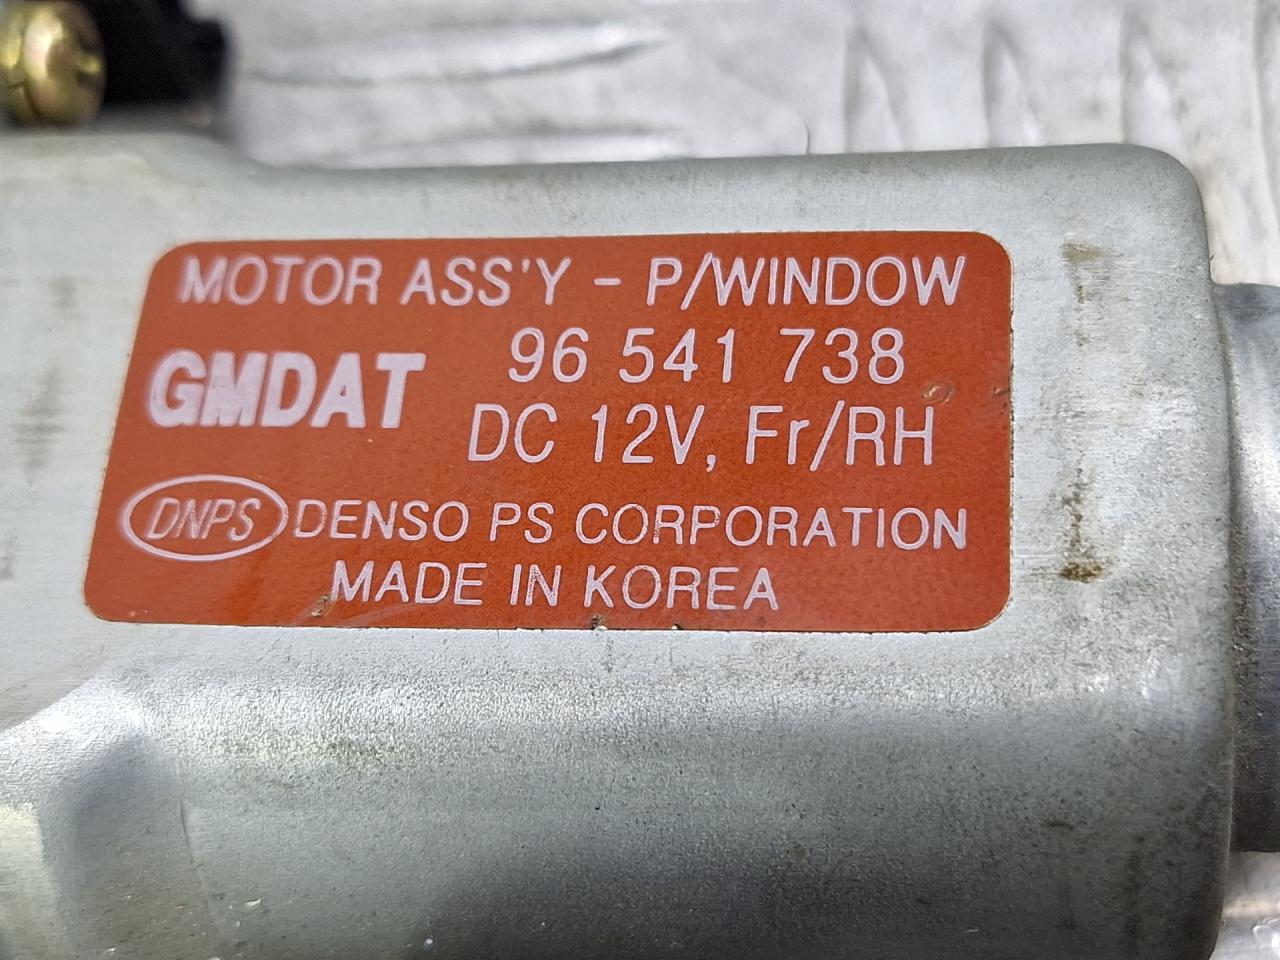 MOTOR ASS'Y - P/WINDOW
GMDAT 96 541 738
DC 12V, Fr/RH
DNPS DENSO PS CORPORATION
MADE IN KOREA